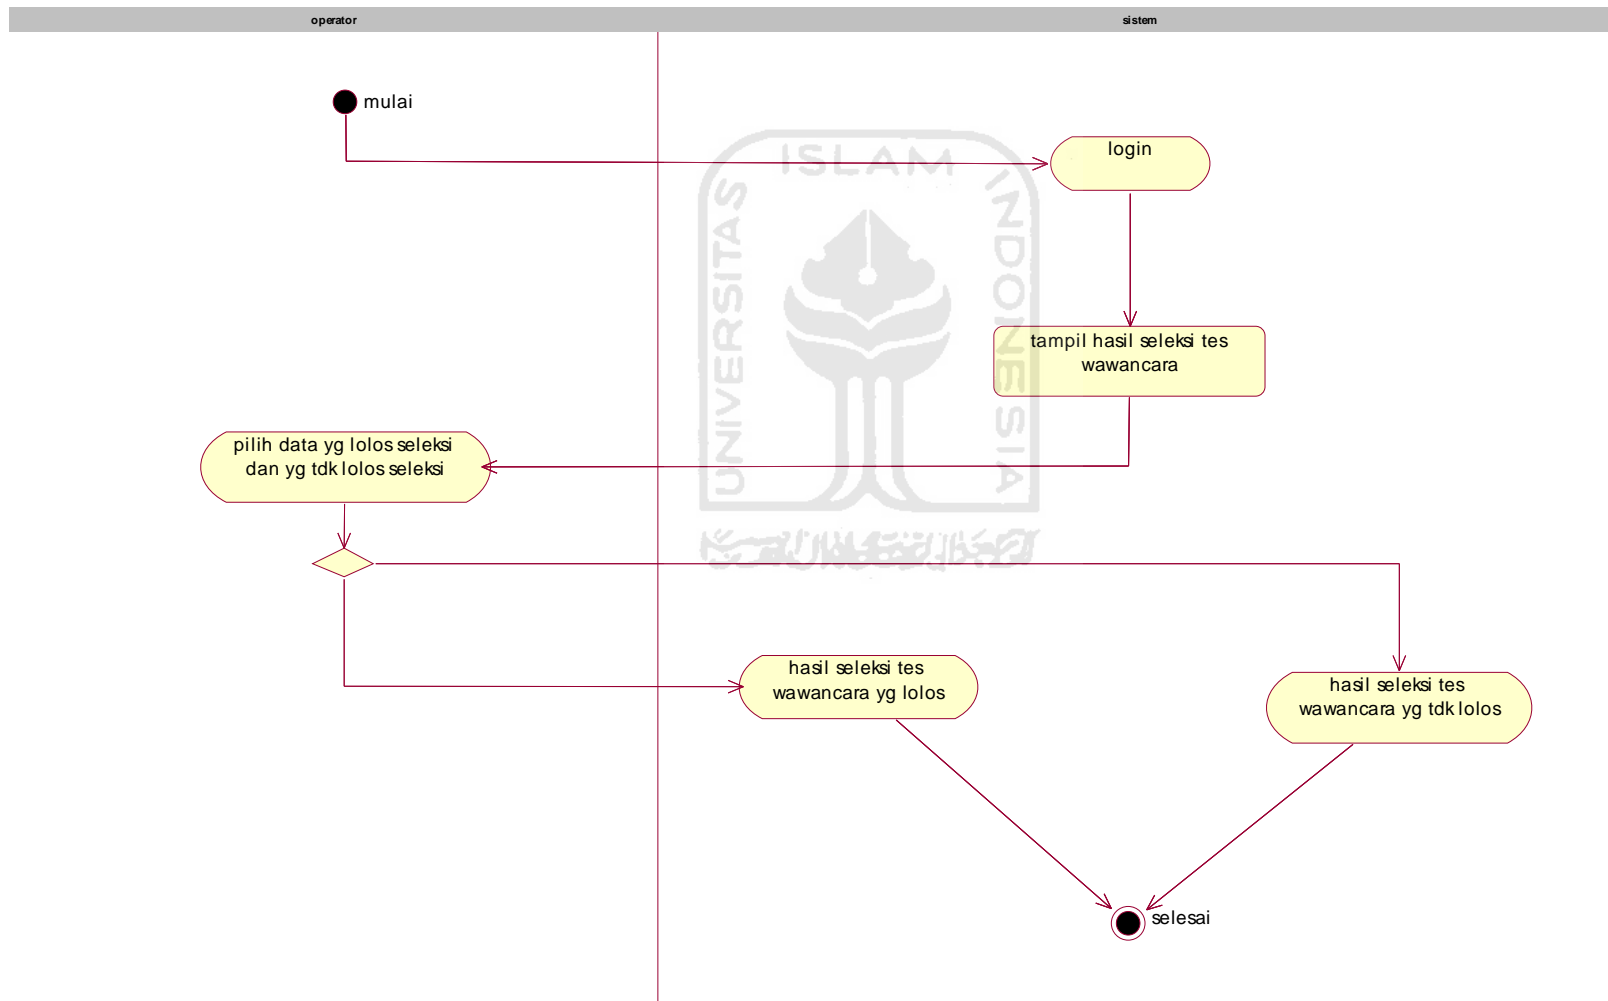 operator
sistem
mulai
login
tampil hasil seleksi tes
wawancara
pilih data yg lolos seleksi
dan yg tdk lolos seleksi
hasil seleksi tes
wawancara yg lolos
hasil seleksi tes
wawancara yg tdk lolos
selesai
UNIVERSITAS
ISLAM
INDONESIA